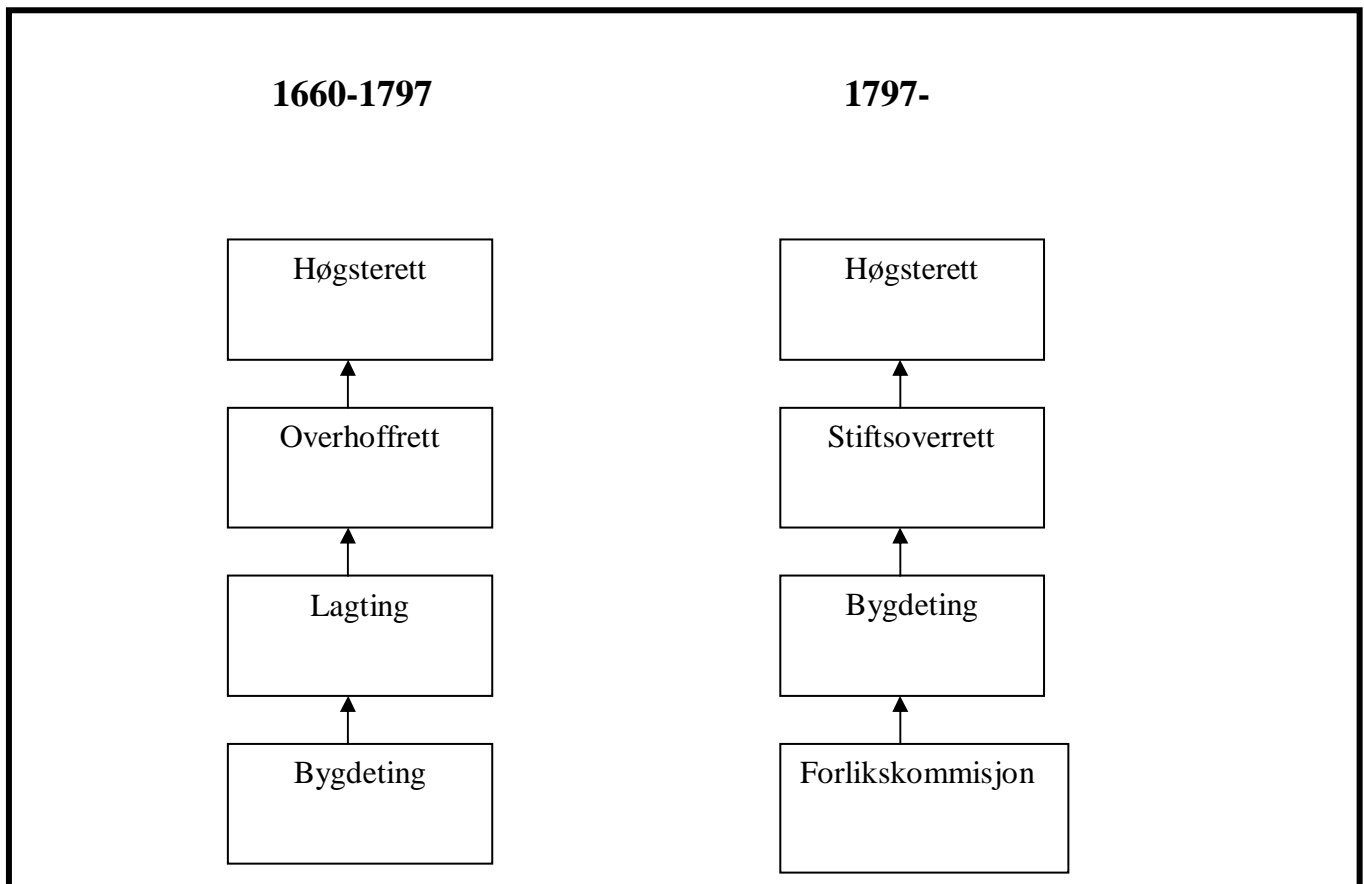 1660-1797
1797-
Høgsterett
Høgsterett
Overhoffrett
Stiftsoverrett
Lagting
Bygdeting
Bygdeting
Forlikskommisjon